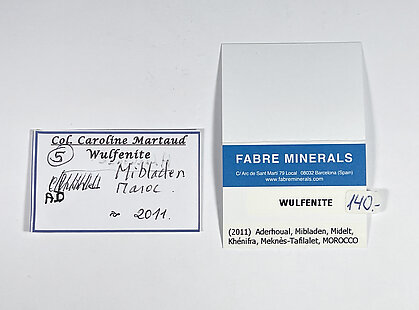 Col. Caroline Martaud
5
Wulfenite
Mibladen
Maroc.
AD
~ 2011.
FABRE MINERALS
C/ Arc de Sant Martí 79 Local 08032 Barcelona (Spain)
www.fabreminerals.com
WULFENITE
140.-
(2011) Aderhoual, Mibladen, Midelt,
Khénifra, Meknès-Tafilalet, MOROCCO